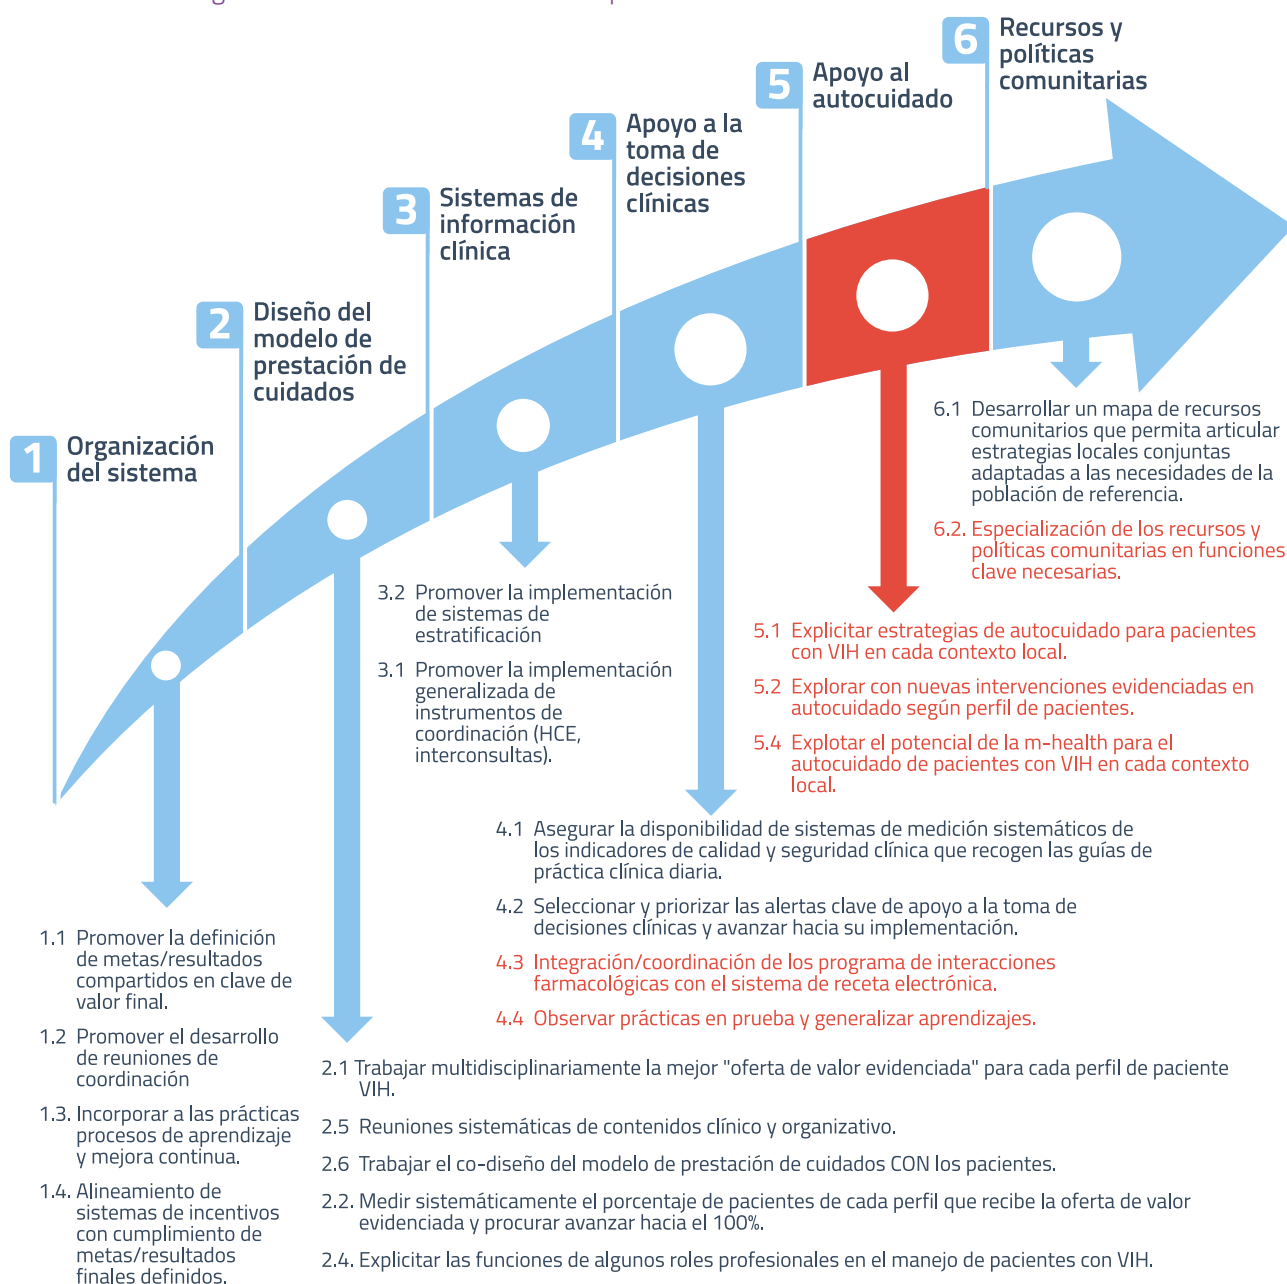 6 Recursos y
políticas
comunitarias
5 Apoyo al
autocuidado
4 Apoyo a la
toma de
decisiones
clínicas
3 Sistemas de
información
clínica
2 Diseño del
modelo de
prestación de
cuidados
1 Organización
del sistema
6.1 Desarrollar un mapa de recursos
comunitarios que permita articular
estrategias locales conjuntas
adaptadas a las necesidades de la
población de referencia.
6.2. Especialización de los recursos y
políticas comunitarias en funciones
clave necesarias.
3.2 Promover la implementación
de sistemas de
estratificación
3.1 Promover la implementación
generalizada de
instrumentos de
coordinación (HCE,
interconsultas).
5.1 Explicitar estrategias de autocuidado para pacientes
con VIH en cada contexto local.
5.2 Explorar con nuevas intervenciones evidenciadas en
autocuidado según perfil de pacientes.
5.4 Explotar el potencial de la m-health para el
autocuidado de pacientes con VIH en cada contexto
local.
4.1 Asegurar la disponibilidad de sistemas de medición sistemáticos de
los indicadores de calidad y seguridad clínica que recogen las guías de
práctica clínica diaria.
4.2 Seleccionar y priorizar las alertas clave de apoyo a la toma de
decisiones clínicas y avanzar hacia su implementación.
4.3 Integración/coordinación de los programa de interacciones
farmacológicas con el sistema de receta electrónica.
4.4 Observar prácticas en prueba y generalizar aprendizajes.
1.1 Promover la definición
de metas/resultados
compartidos en clave de
valor final.
1.2 Promover el desarrollo
de reuniones de
coordinación
1.3. Incorporar a las prácticas
procesos de aprendizaje
y mejora continua.
1.4. Alineamiento de
sistemas de incentivos
con cumplimiento de
metas/resultados
finales definidos.
2.1 Trabajar multidisciplinariamente la mejor "oferta de valor evidenciada" para cada perfil de paciente
VIH.
2.5 Reuniones sistemáticas de contenidos clínico y organizativo.
2.6 Trabajar el co-diseño del modelo de prestación de cuidados CON los pacientes.
2.2. Medir sistemáticamente el porcentaje de pacientes de cada perfil que recibe la oferta de valor
evidenciada y procurar avanzar hacia el 100%.
2.4. Explicitar las funciones de algunos roles profesionales en el manejo de pacientes con VIH.